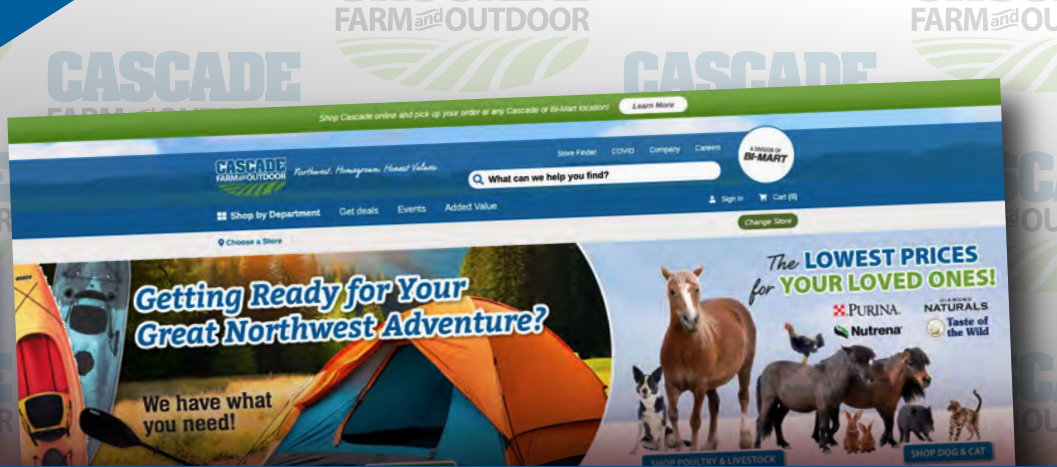 FARM and OUTDOOR
FARM and OU
CASCADE
CASCADE
Shop Cascade online and pick up your order at any Cascade or Bi-Mart location!
Learn More
CASCADE
FARM and OUTDOOR
Northwest. Homegrown. Honest Values.
Store Finder
COVID
Company
Careers
A DIVISION OF
BI-MART
What can we help you find?
Shop by Department
Get deals
Events
Added Value
Sign In
Cart (0)
Choose a Store
Change Store
Getting Ready for Your
Great Northwest Adventure?
We have what
you need!
The LOWEST PRICES
for YOUR LOVED ONES!
PURINA
DIAMOND
NATURALS
Nutrena
Taste of
the Wild
SHOP POULTRY & LIVESTOCK
SHOP DOG & CAT